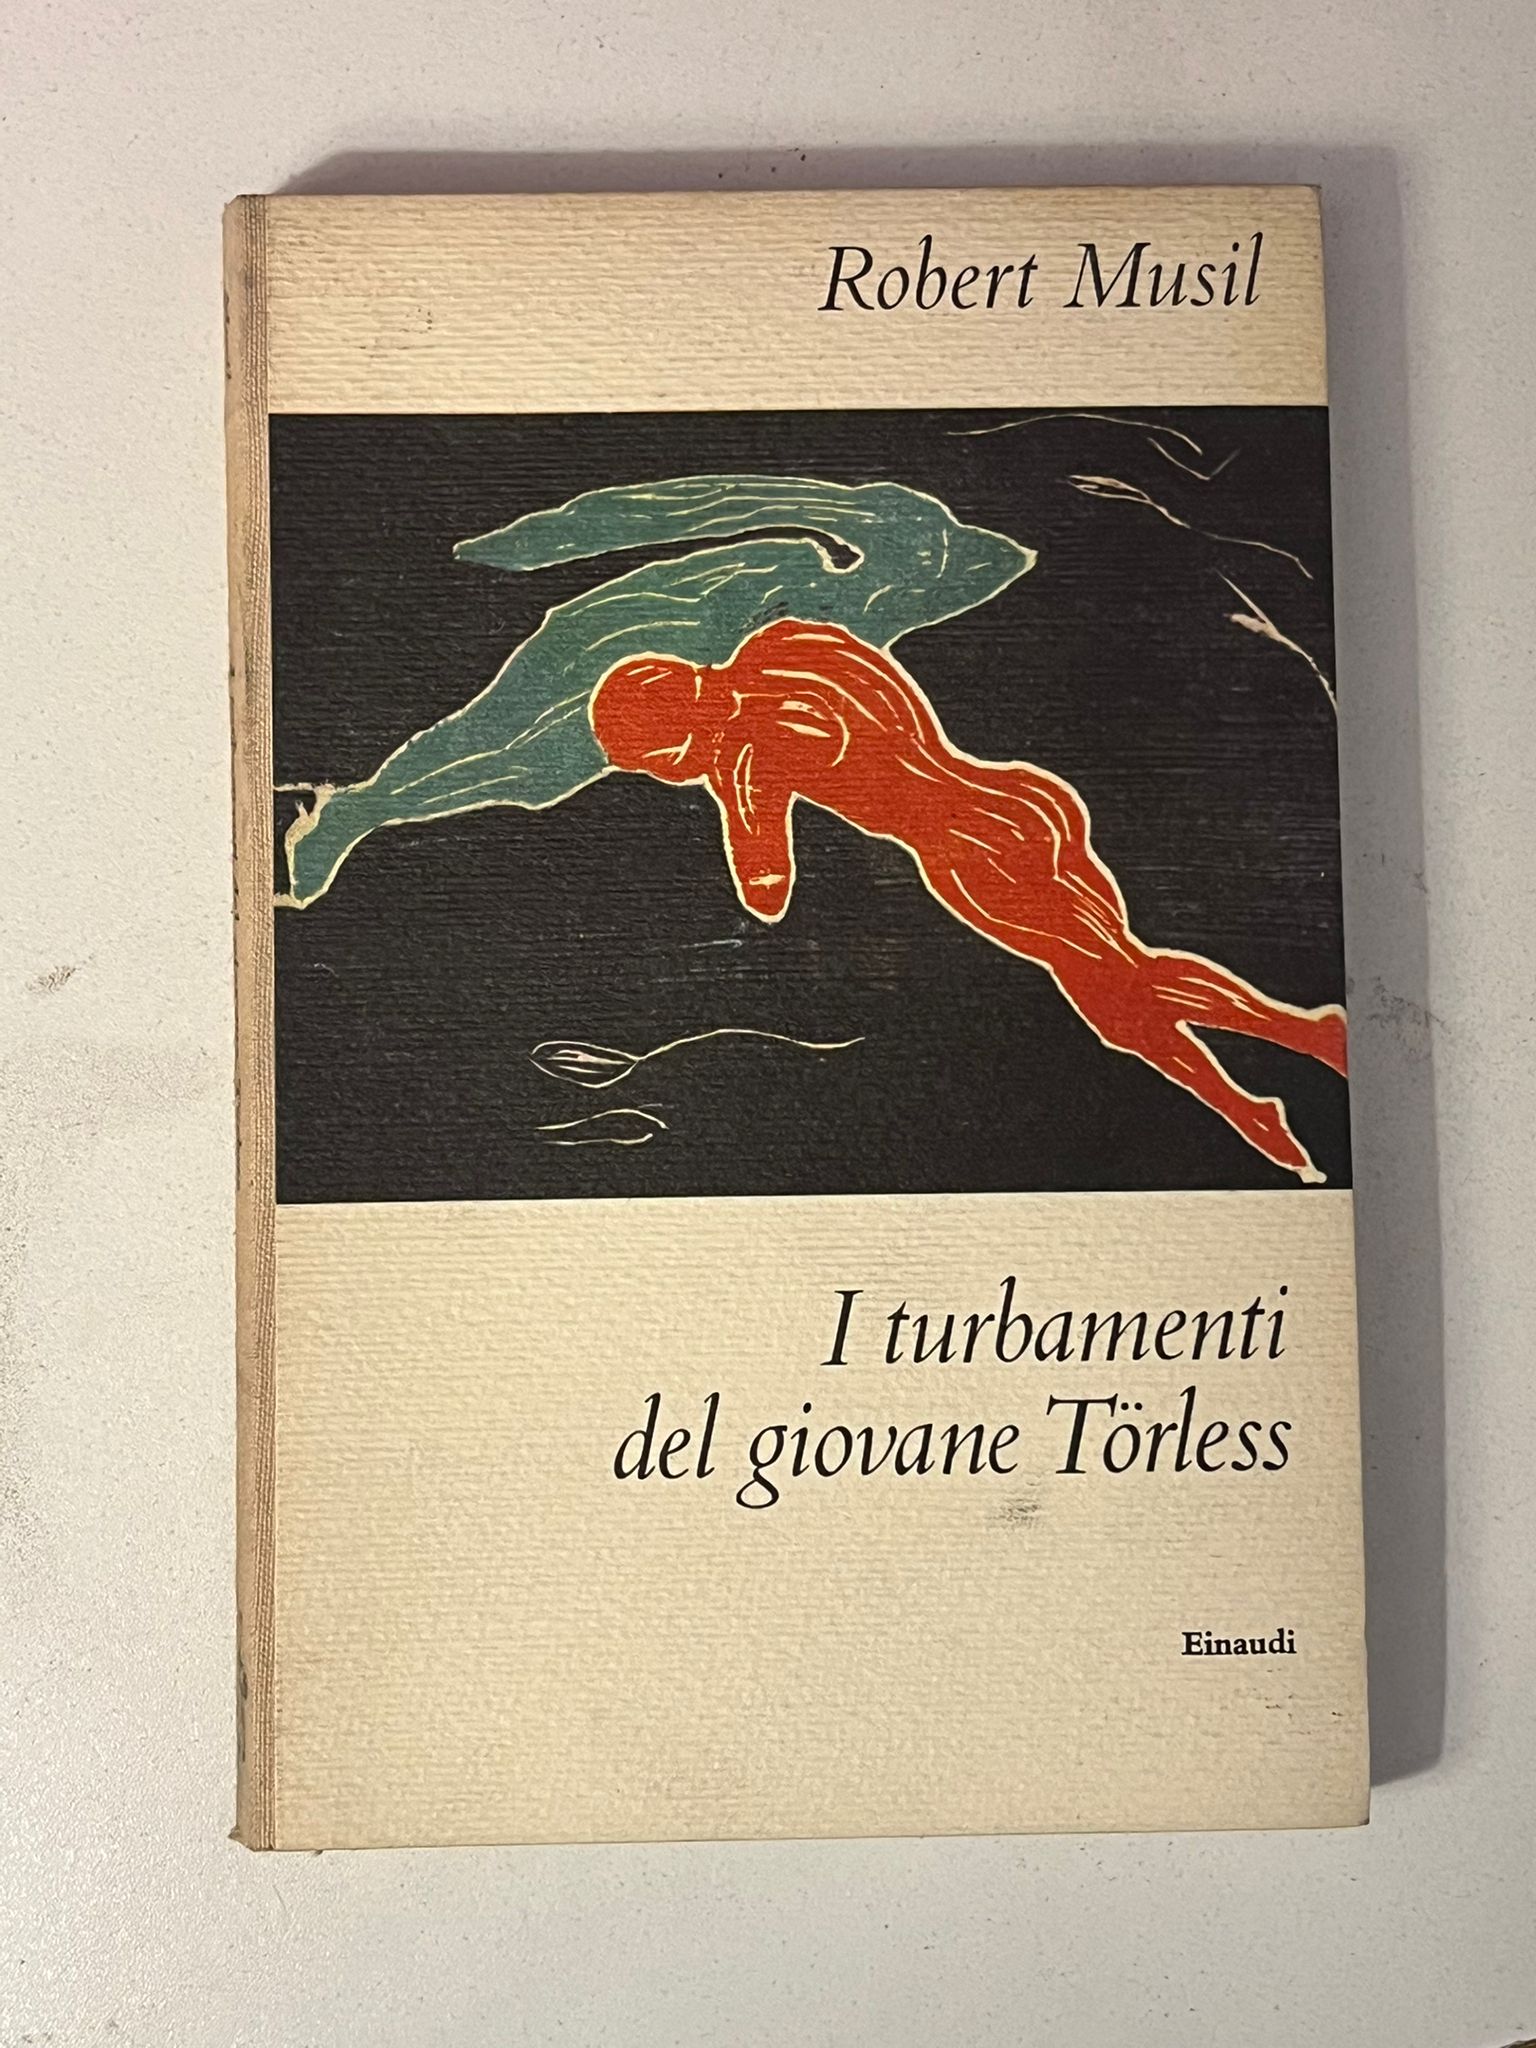 Robert Musil
I turbamenti
del giovane Törless
Einaudi